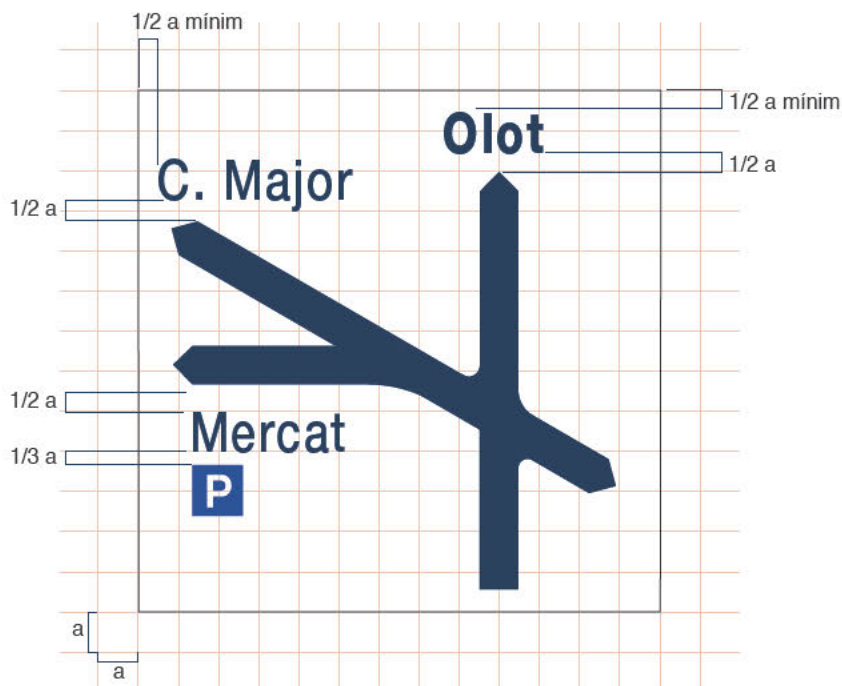 1/2 a mínim
Olot
1/2 a mínim
1/2 a
C. Major
1/2 a
1/2 a
Mercat
1/3 a
P
a
a